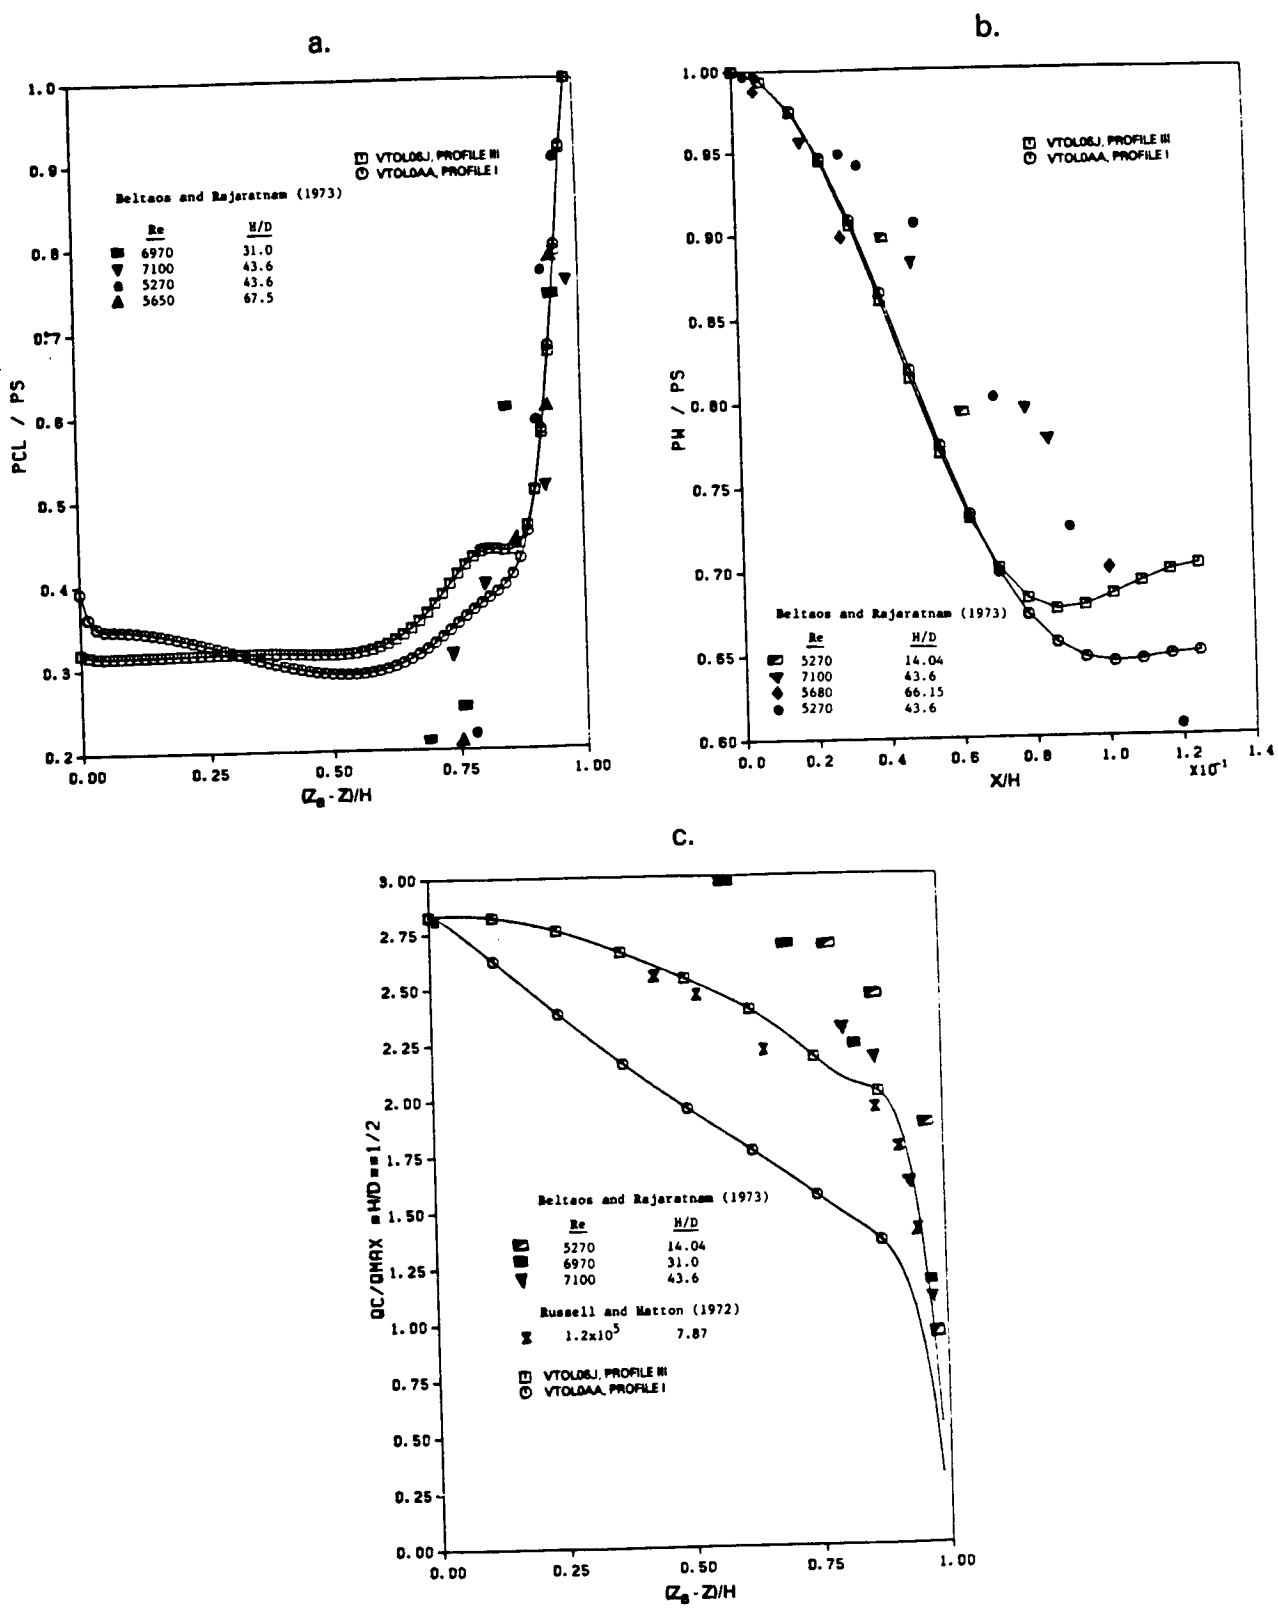 a.
1.0
0.9
0.8
0.7
0.6
0.5
0.4
0.3
0.2
PCL / PS
VTOL06J, PROFILE III
VTOL0AA, PROFILE I
Beltaos and Rajaratnam (1973)
Re H/D
6970 31.0
7100 43.6
5270 43.6
5650 67.5
0.00 0.25 0.50 0.75 1.00
(Zs - Z)/H
b.
1.00
0.95
0.90
0.85
0.80
0.75
0.70
0.65
0.60
PW / PS
VTOL06J, PROFILE III
VTOL0AA, PROFILE I
Beltaos and Rajaratnam (1973)
Re H/D
5270 14.04
7100 43.6
5680 66.15
5270 43.6
0.0 0.2 0.4 0.6 0.8 1.0 1.2 1.4
X10⁻¹
X/H
c.
3.00
2.75
2.50
2.25
2.00
1.75
1.50
1.25
1.00
0.75
0.50
0.25
0.00
QC/QMAX *H/D**1/2
Beltaos and Rajaratnam (1973)
Re H/D
5270 14.04
6970 31.0
7100 43.6
Russell and Hatton (1972)
1.2x10⁵ 7.87
VTOL06J, PROFILE III
VTOL0AA, PROFILE I
0.00 0.25 0.50 0.75 1.00
(Zs - Z)/H